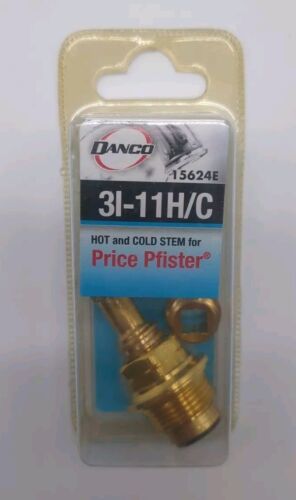 DANCO
15624E
3I-11H/C
HOT and COLD STEM for
Price Pfister®